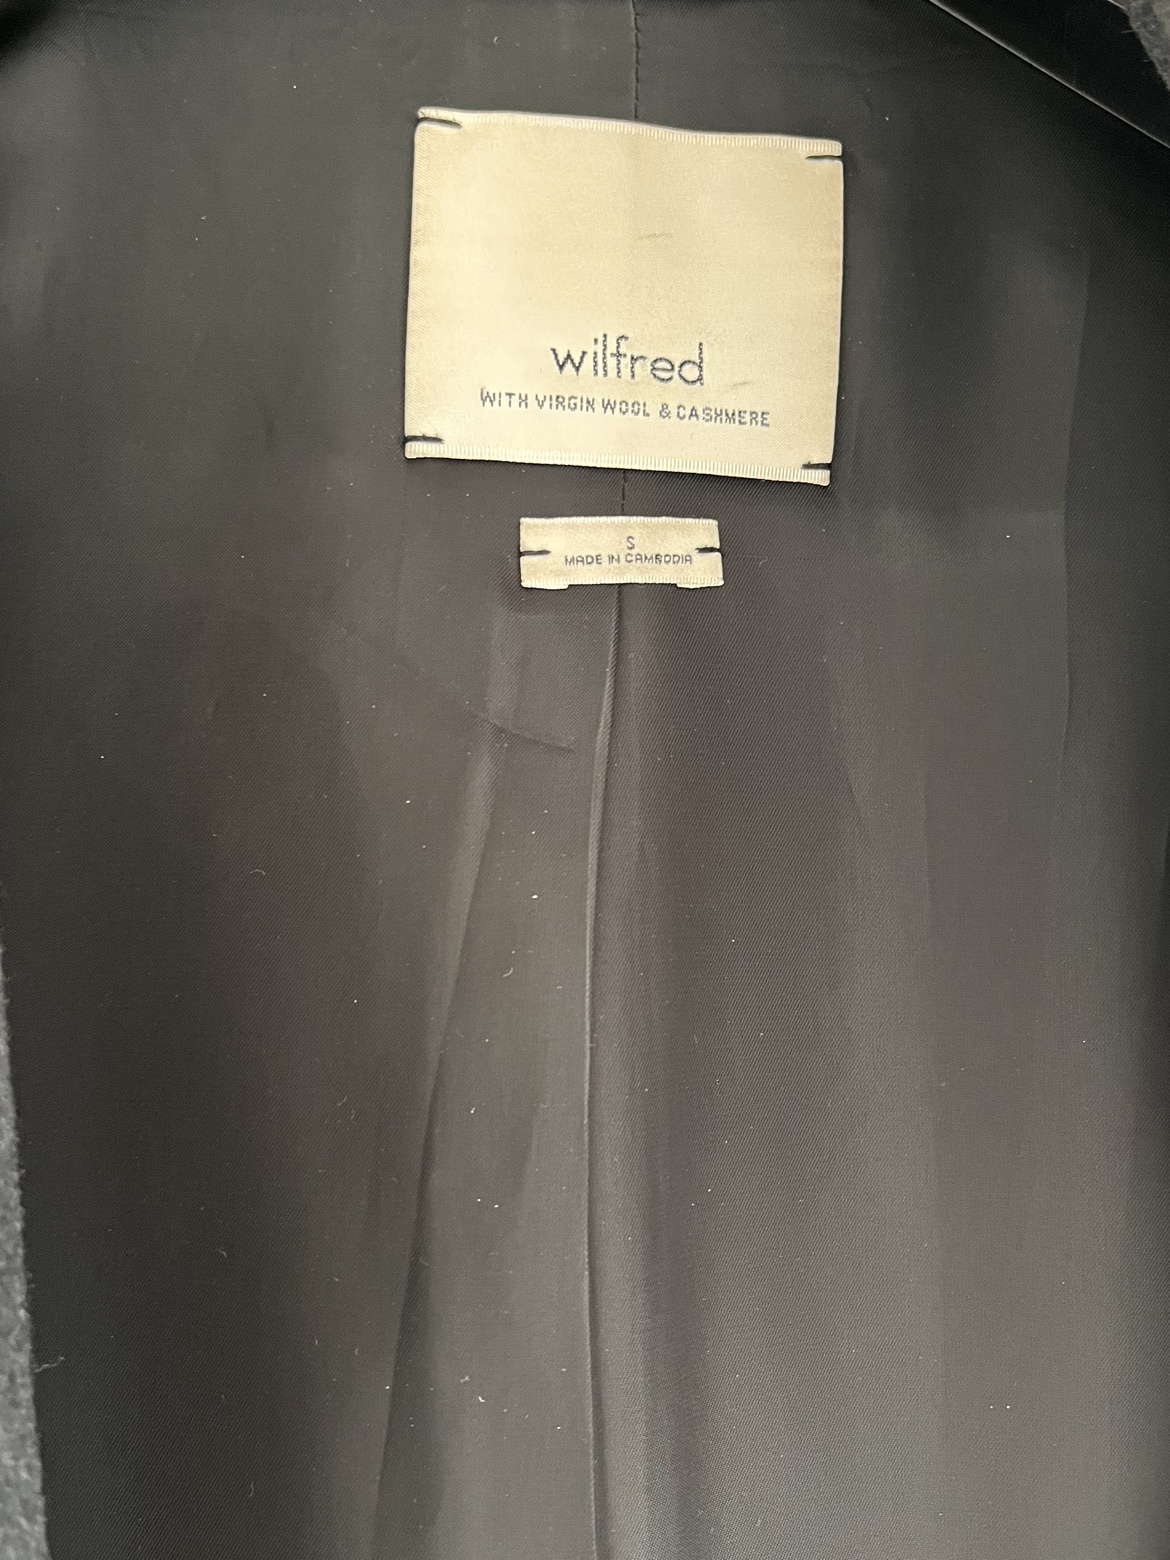 wilfred
WITH VIRGIN WOOL & CASHMERE
S
MADE IN CAMBODIA